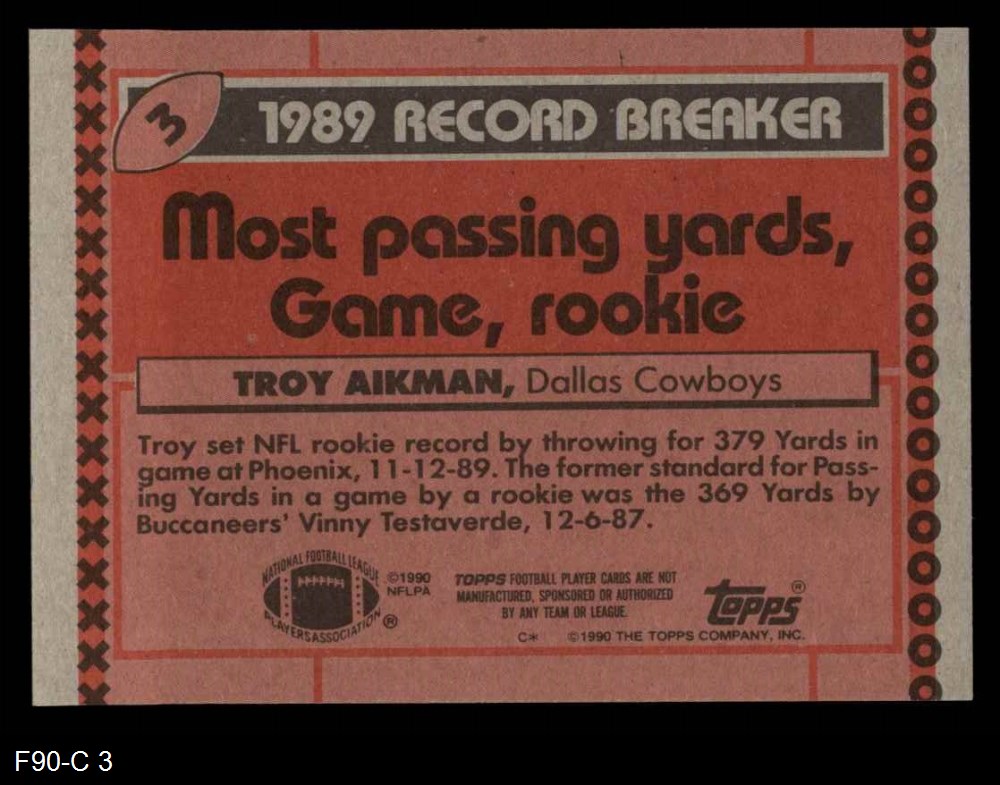 3
1989 RECORD BREAKER
Most passing yards,
Game, rookie
TROY AIKMAN, Dallas Cowboys
Troy set NFL rookie record by throwing for 379 Yards in
game at Phoenix, 11-12-89. The former standard for Pass-
ing Yards in a game by a rookie was the 369 Yards by
Buccaneers' Vinny Testaverde, 12-6-87.
NATIONAL FOOTBALL LEAGUE
PLAYERS ASSOCIATION ®
©1990
NFLPA
TOPPS FOOTBALL PLAYER CARDS ARE NOT
MANUFACTURED, SPONSORED OR AUTHORIZED
BY ANY TEAM OR LEAGUE.
topps®
C* ©1990 THE TOPPS COMPANY, INC.
F90-C 3